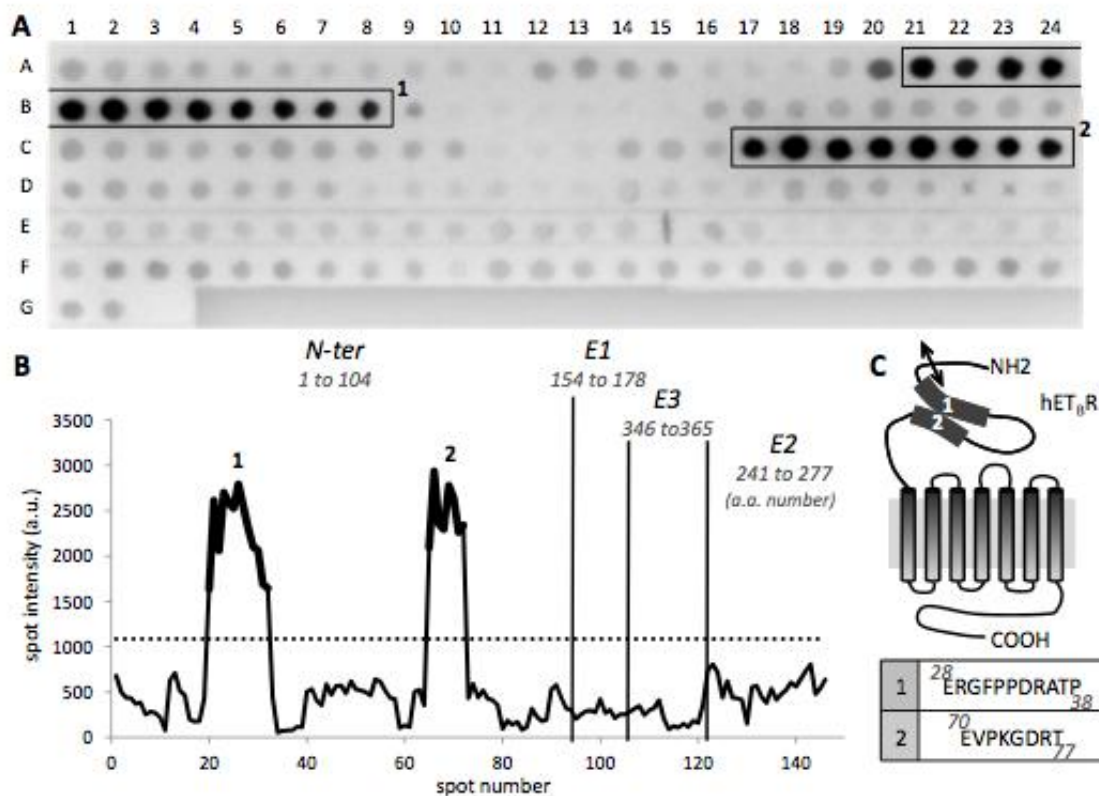 A
1 2 3 4 5 6 7 8 9 10 11 12 13 14 15 16 17 18 19 20 21 22 23 24
A
B
1
C
2
D
E
F
G
B
N-ter
1 to 104
E1
154 to 178
E3
346 to365
E2
241 to 277
(a.a. number)
3500
3000
2500
2000
1500
1000
500
0
spot intensity (a.u.)
1
2
0 20 40 60 80 100 120 140
spot number
C
NH2
hETBR
1
2
COOH
1 28 ERGFPPDRATP 38
2 70 EVPKGDRT 77